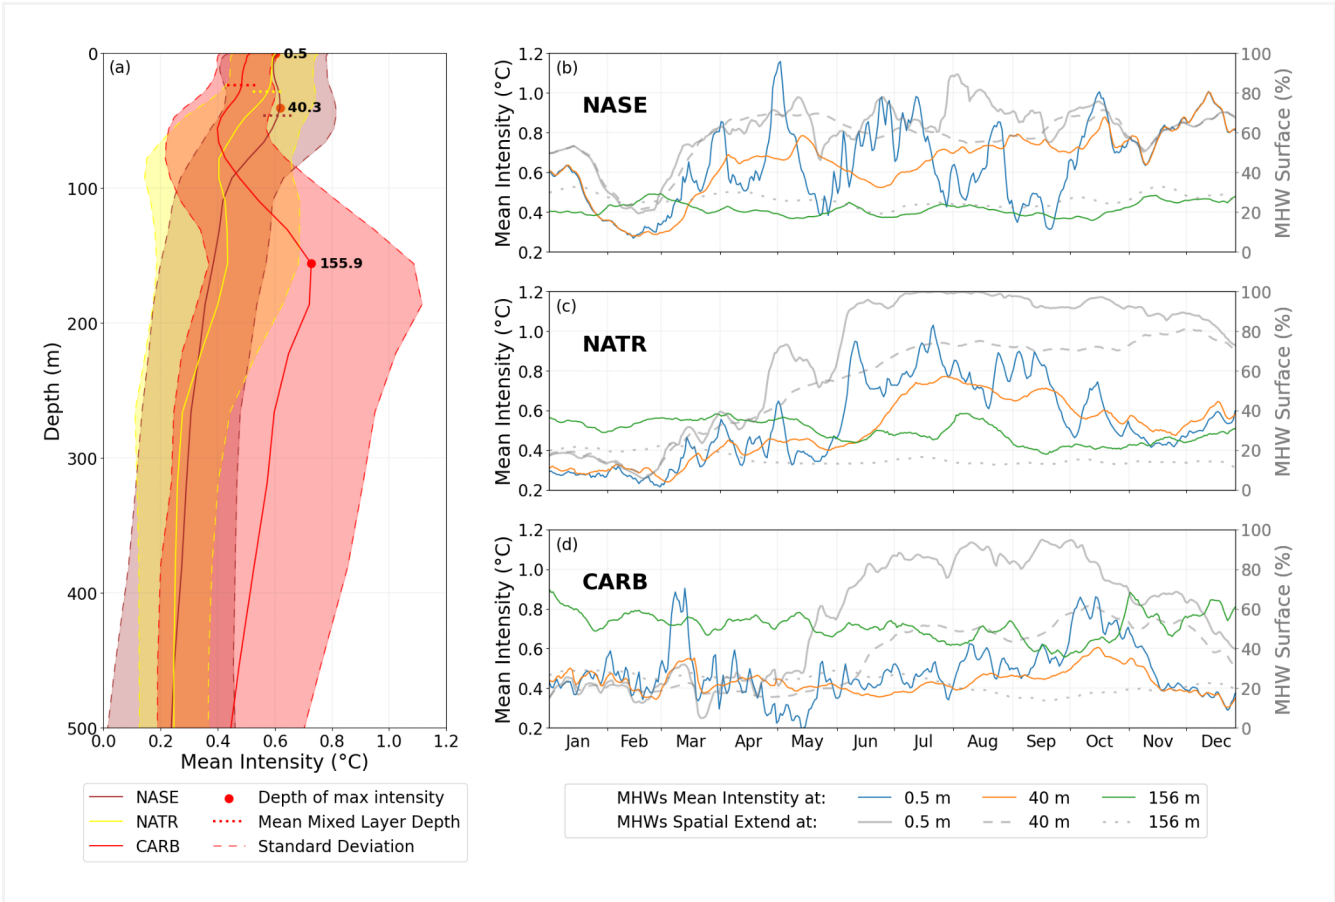 (a)
0
100
200
300
400
500
Depth (m)
0.5
40.3
155.9
0.0 0.2 0.4 0.6 0.8 1.0 1.2
Mean Intensity (°C)
NASE
NATR
CARB
Depth of max intensity
Mean Mixed Layer Depth
Standard Deviation
(b)
NASE
1.2
1.0
0.8
0.6
0.4
0.2
Mean Intensity (°C)
100
80
60
40
20
0
MHW Surface (%)
(c)
NATR
1.2
1.0
0.8
0.6
0.4
0.2
Mean Intensity (°C)
100
80
60
40
20
0
MHW Surface (%)
(d)
CARB
1.2
1.0
0.8
0.6
0.4
0.2
Mean Intensity (°C)
100
80
60
40
20
0
MHW Surface (%)
Jan Feb Mar Apr May Jun Jul Aug Sep Oct Nov Dec
MHWs Mean Intenstity at: 0.5 m 40 m 156 m
MHWs Spatial Extend at: 0.5 m 40 m 156 m